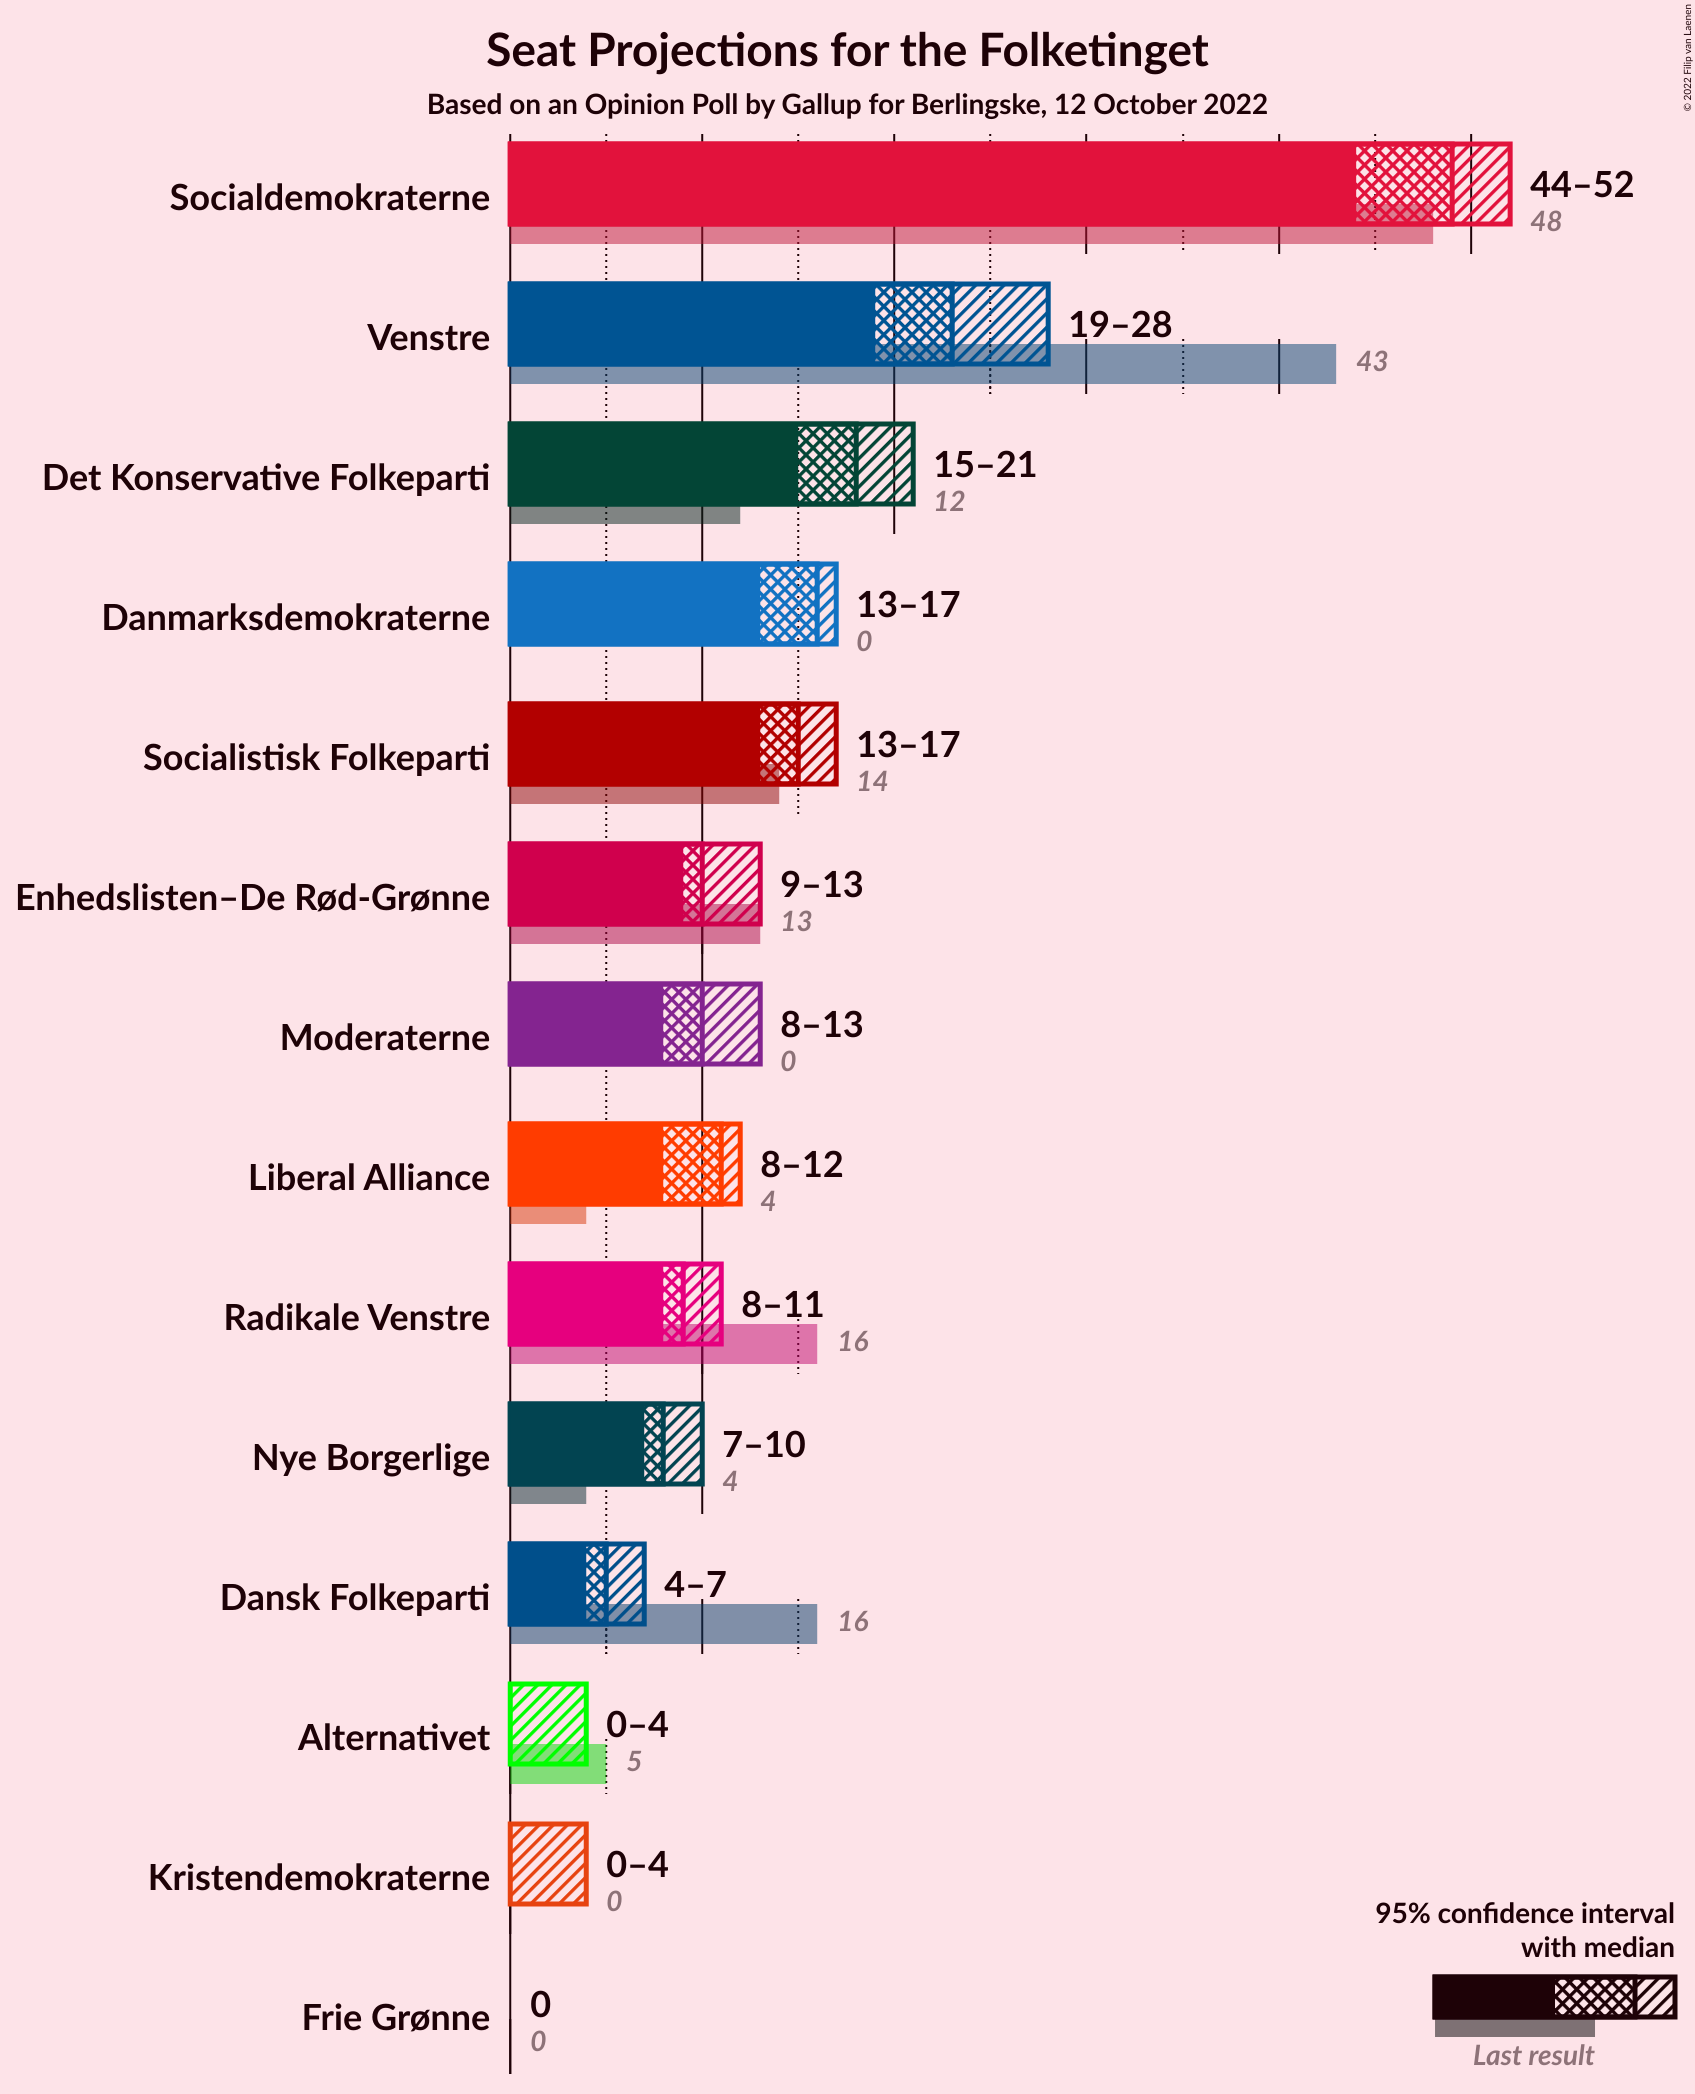 Seat Projections for the Folketinget
Based on an Opinion Poll by Gallup for Berlingske, 12 October 2022
© 2022 Filip van Laenen
Socialdemokraterne
44–52
48
Venstre
19–28
43
Det Konservative Folkeparti
15–21
12
Danmarksdemokraterne
13–17
0
Socialistisk Folkeparti
13–17
14
Enhedslisten–De Rød-Grønne
9–13
13
Moderaterne
8–13
0
Liberal Alliance
8–12
4
Radikale Venstre
8–11
16
Nye Borgerlige
7–10
4
Dansk Folkeparti
4–7
16
Alternativet
0–4
5
Kristendemokraterne
0–4
0
Frie Grønne
0
0
95% confidence interval
with median
Last result